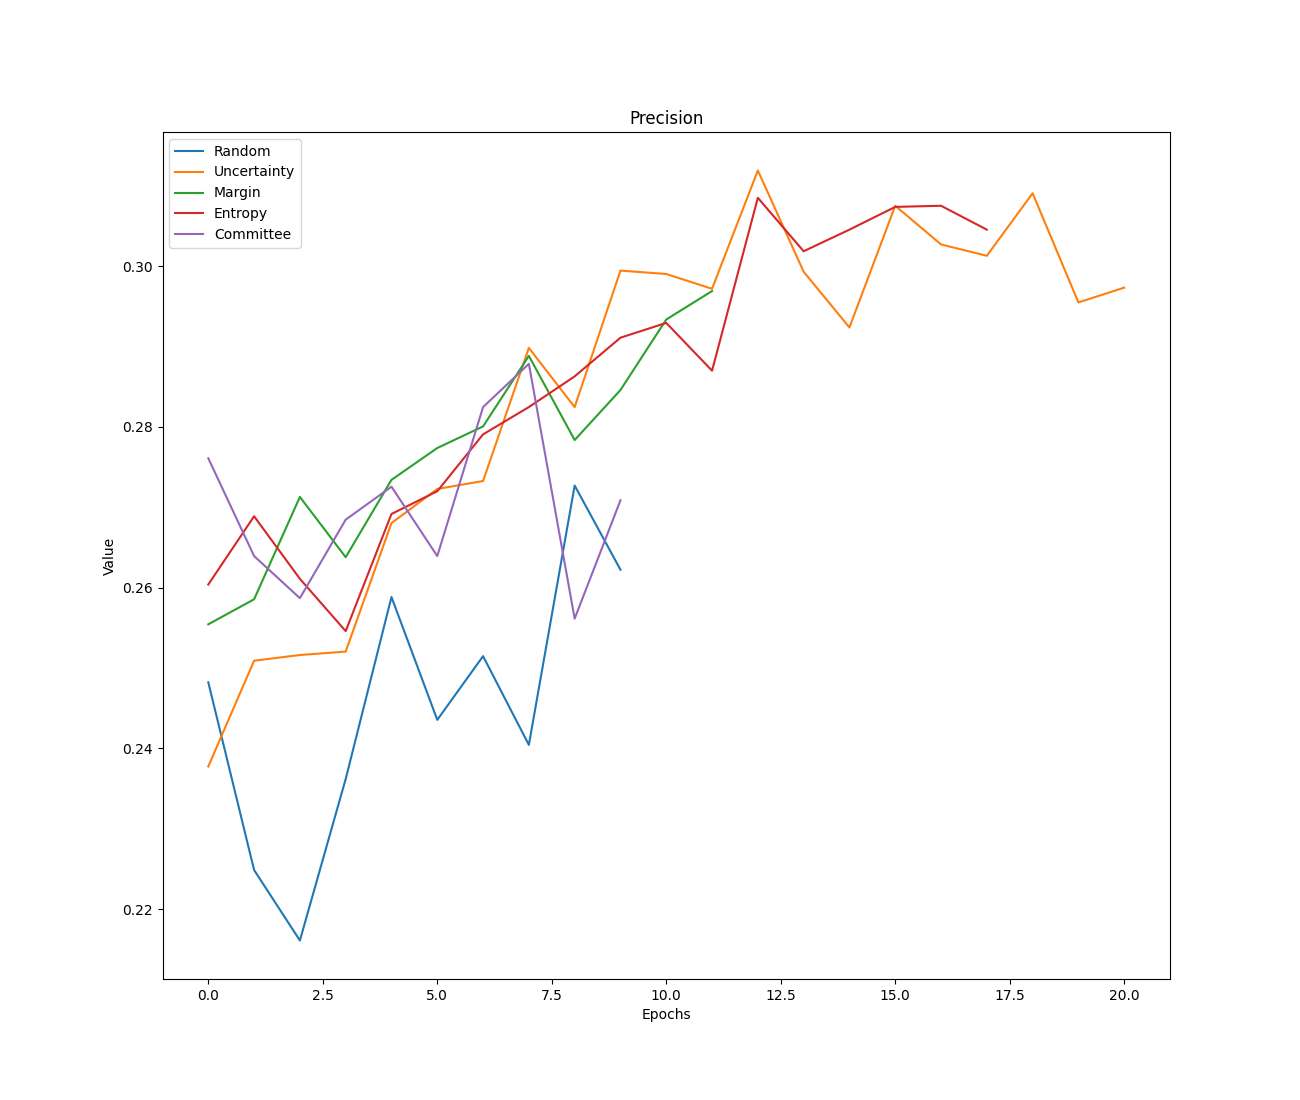 Precision
Random
Uncertainty
Margin
Entropy
Committee
0.30
0.28
0.26
0.24
0.22
Value
0.0 2.5 5.0 7.5 10.0 12.5 15.0 17.5 20.0
Epochs